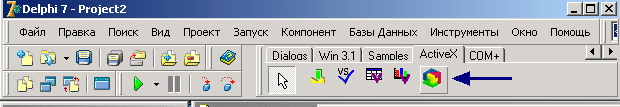 Delphi 7 - Project2
Файл Правка Поиск Вид Проект Запуск Компонент Базы Данных Инструменты Окно Помощь
Dialogs Win 3.1 Samples ActiveX COM+
VS